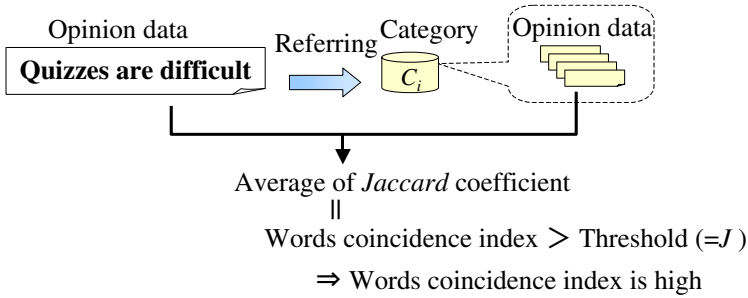 Opinion data
Referring
Category
Opinion data
Quizzes are difficult
C_i
Average of Jaccard coefficient
=
Words coincidence index > Threshold (=J )
⇒ Words coincidence index is high